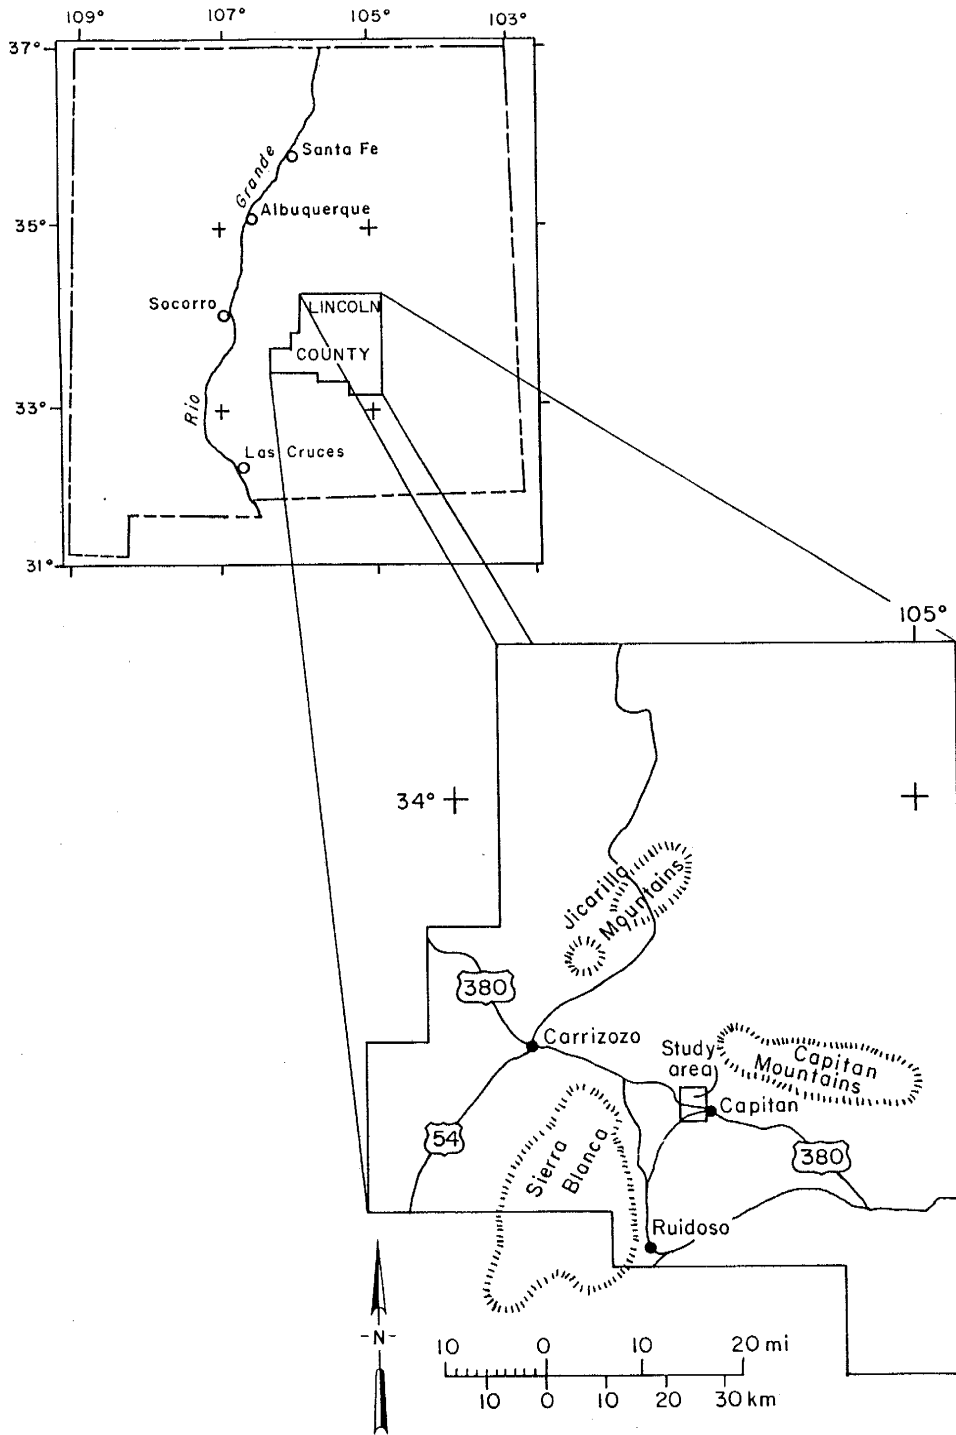 109° 107° 105° 103°
37°
Santa Fe
Grande
Albuquerque
35°
Socorro
LINCOLN
COUNTY
Rio
33°
Las Cruces
31°
105°
34°
Jicarilla
Mountains
380
Carrizozo
Study
area
Capitan
Mountains
Capitan
54
Sierra
Blanca
380
Ruidoso
-N-
10 0 10 20 mi
10 0 10 20 30 km